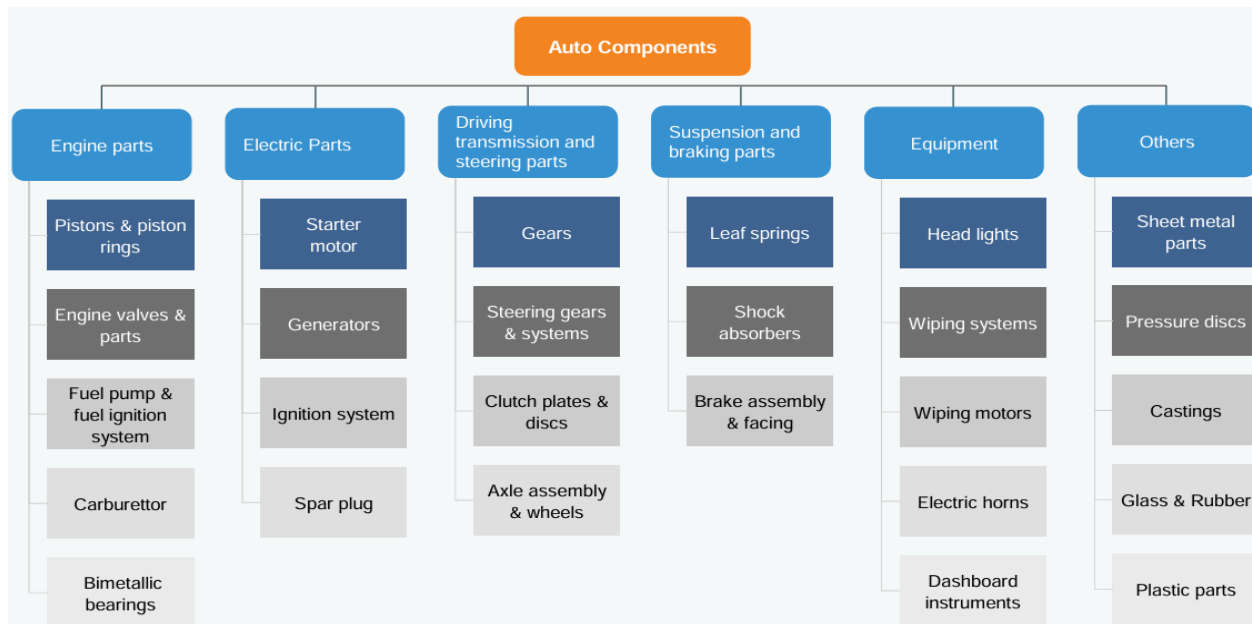 Auto Components
Engine parts
Pistons & piston
rings
Engine valves &
parts
Fuel pump &
fuel ignition
system
Carburettor
Bimetallic
bearings
Electric Parts
Starter
motor
Generators
Ignition system
Spar plug
Driving
transmission and
steering parts
Gears
Steering gears
& systems
Clutch plates &
discs
Axle assembly
& wheels
Suspension and
braking parts
Leaf springs
Shock
absorbers
Brake assembly
& facing
Equipment
Head lights
Wiping systems
Wiping motors
Electric horns
Dashboard
instruments
Others
Sheet metal
parts
Pressure discs
Castings
Glass & Rubber
Plastic parts